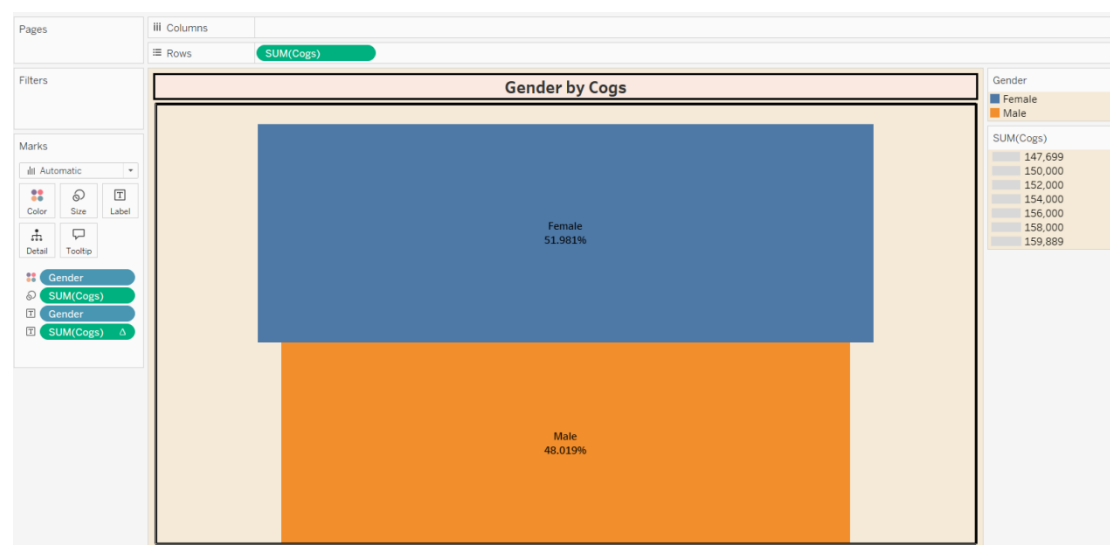 Pages
iii Columns
Rows
SUM(Cogs)
Filters
Marks
Automatic
Color
Size
Label
Detail
Tooltip
Gender
SUM(Cogs)
Gender
SUM(Cogs) Δ
Gender by Cogs
Female
51.981%
Male
48.019%
Gender
Female
Male
SUM(Cogs)
147,699
150,000
152,000
154,000
156,000
158,000
159,889